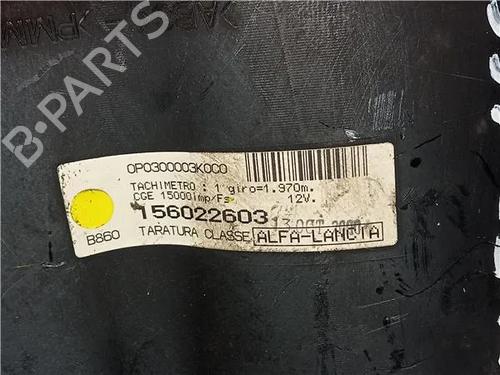 B-PARTS
0P0300003K0C0
TACHIMETRO : 1 giro=1.970m.
CGE 15000imp/Fs 12V.
156022603
B860 TARATURA CLASSE ALFA-LANCIA